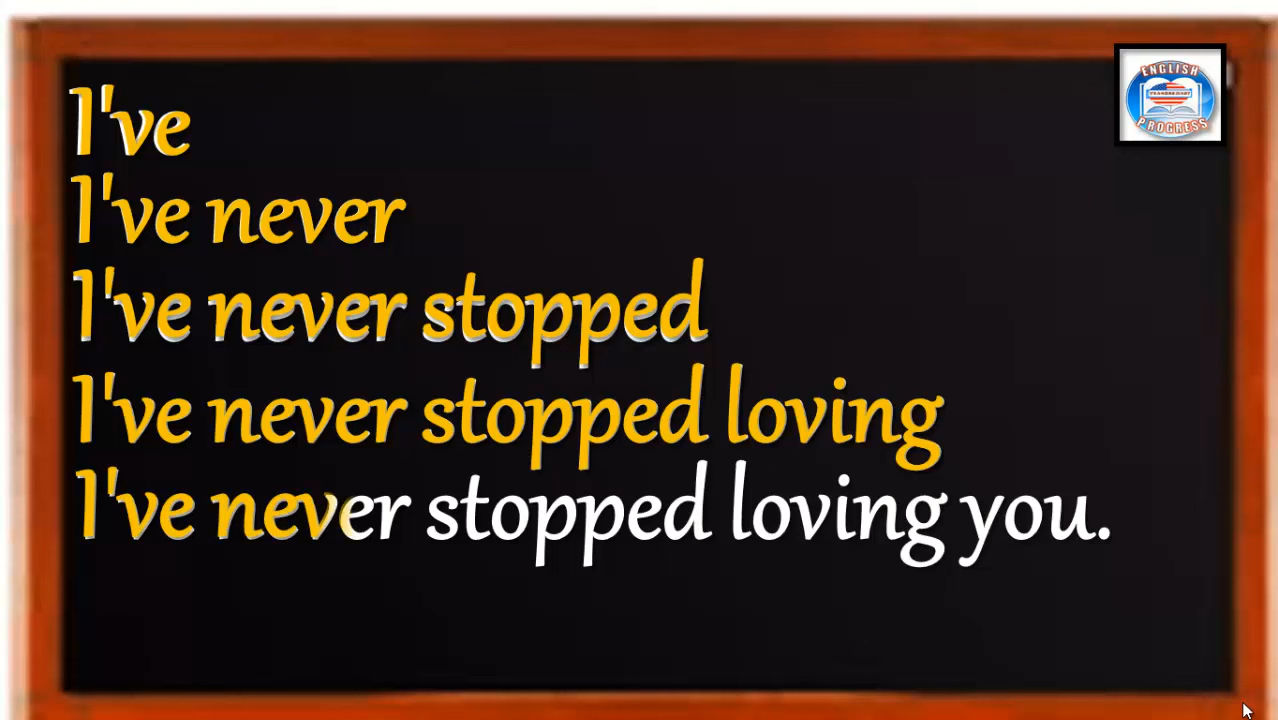 I've
I've never
I've never stopped
I've never stopped loving
I've never stopped loving you.
ENGLISH
PROGRESS